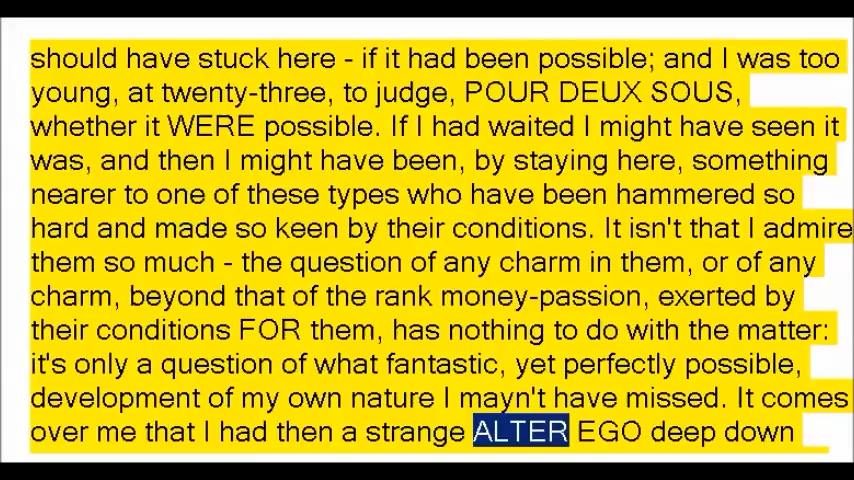 should have stuck here - if it had been possible; and I was too
young, at twenty-three, to judge, POUR DEUX SOUS,
whether it WERE possible. If I had waited I might have seen it
was, and then I might have been, by staying here, something
nearer to one of these types who have been hammered so
hard and made so keen by their conditions. It isn't that I admire
them so much - the question of any charm in them, or of any
charm, beyond that of the rank money-passion, exerted by
their conditions FOR them, has nothing to do with the matter:
it's only a question of what fantastic, yet perfectly possible,
development of my own nature I mayn't have missed. It comes
over me that I had then a strange ALTER EGO deep down